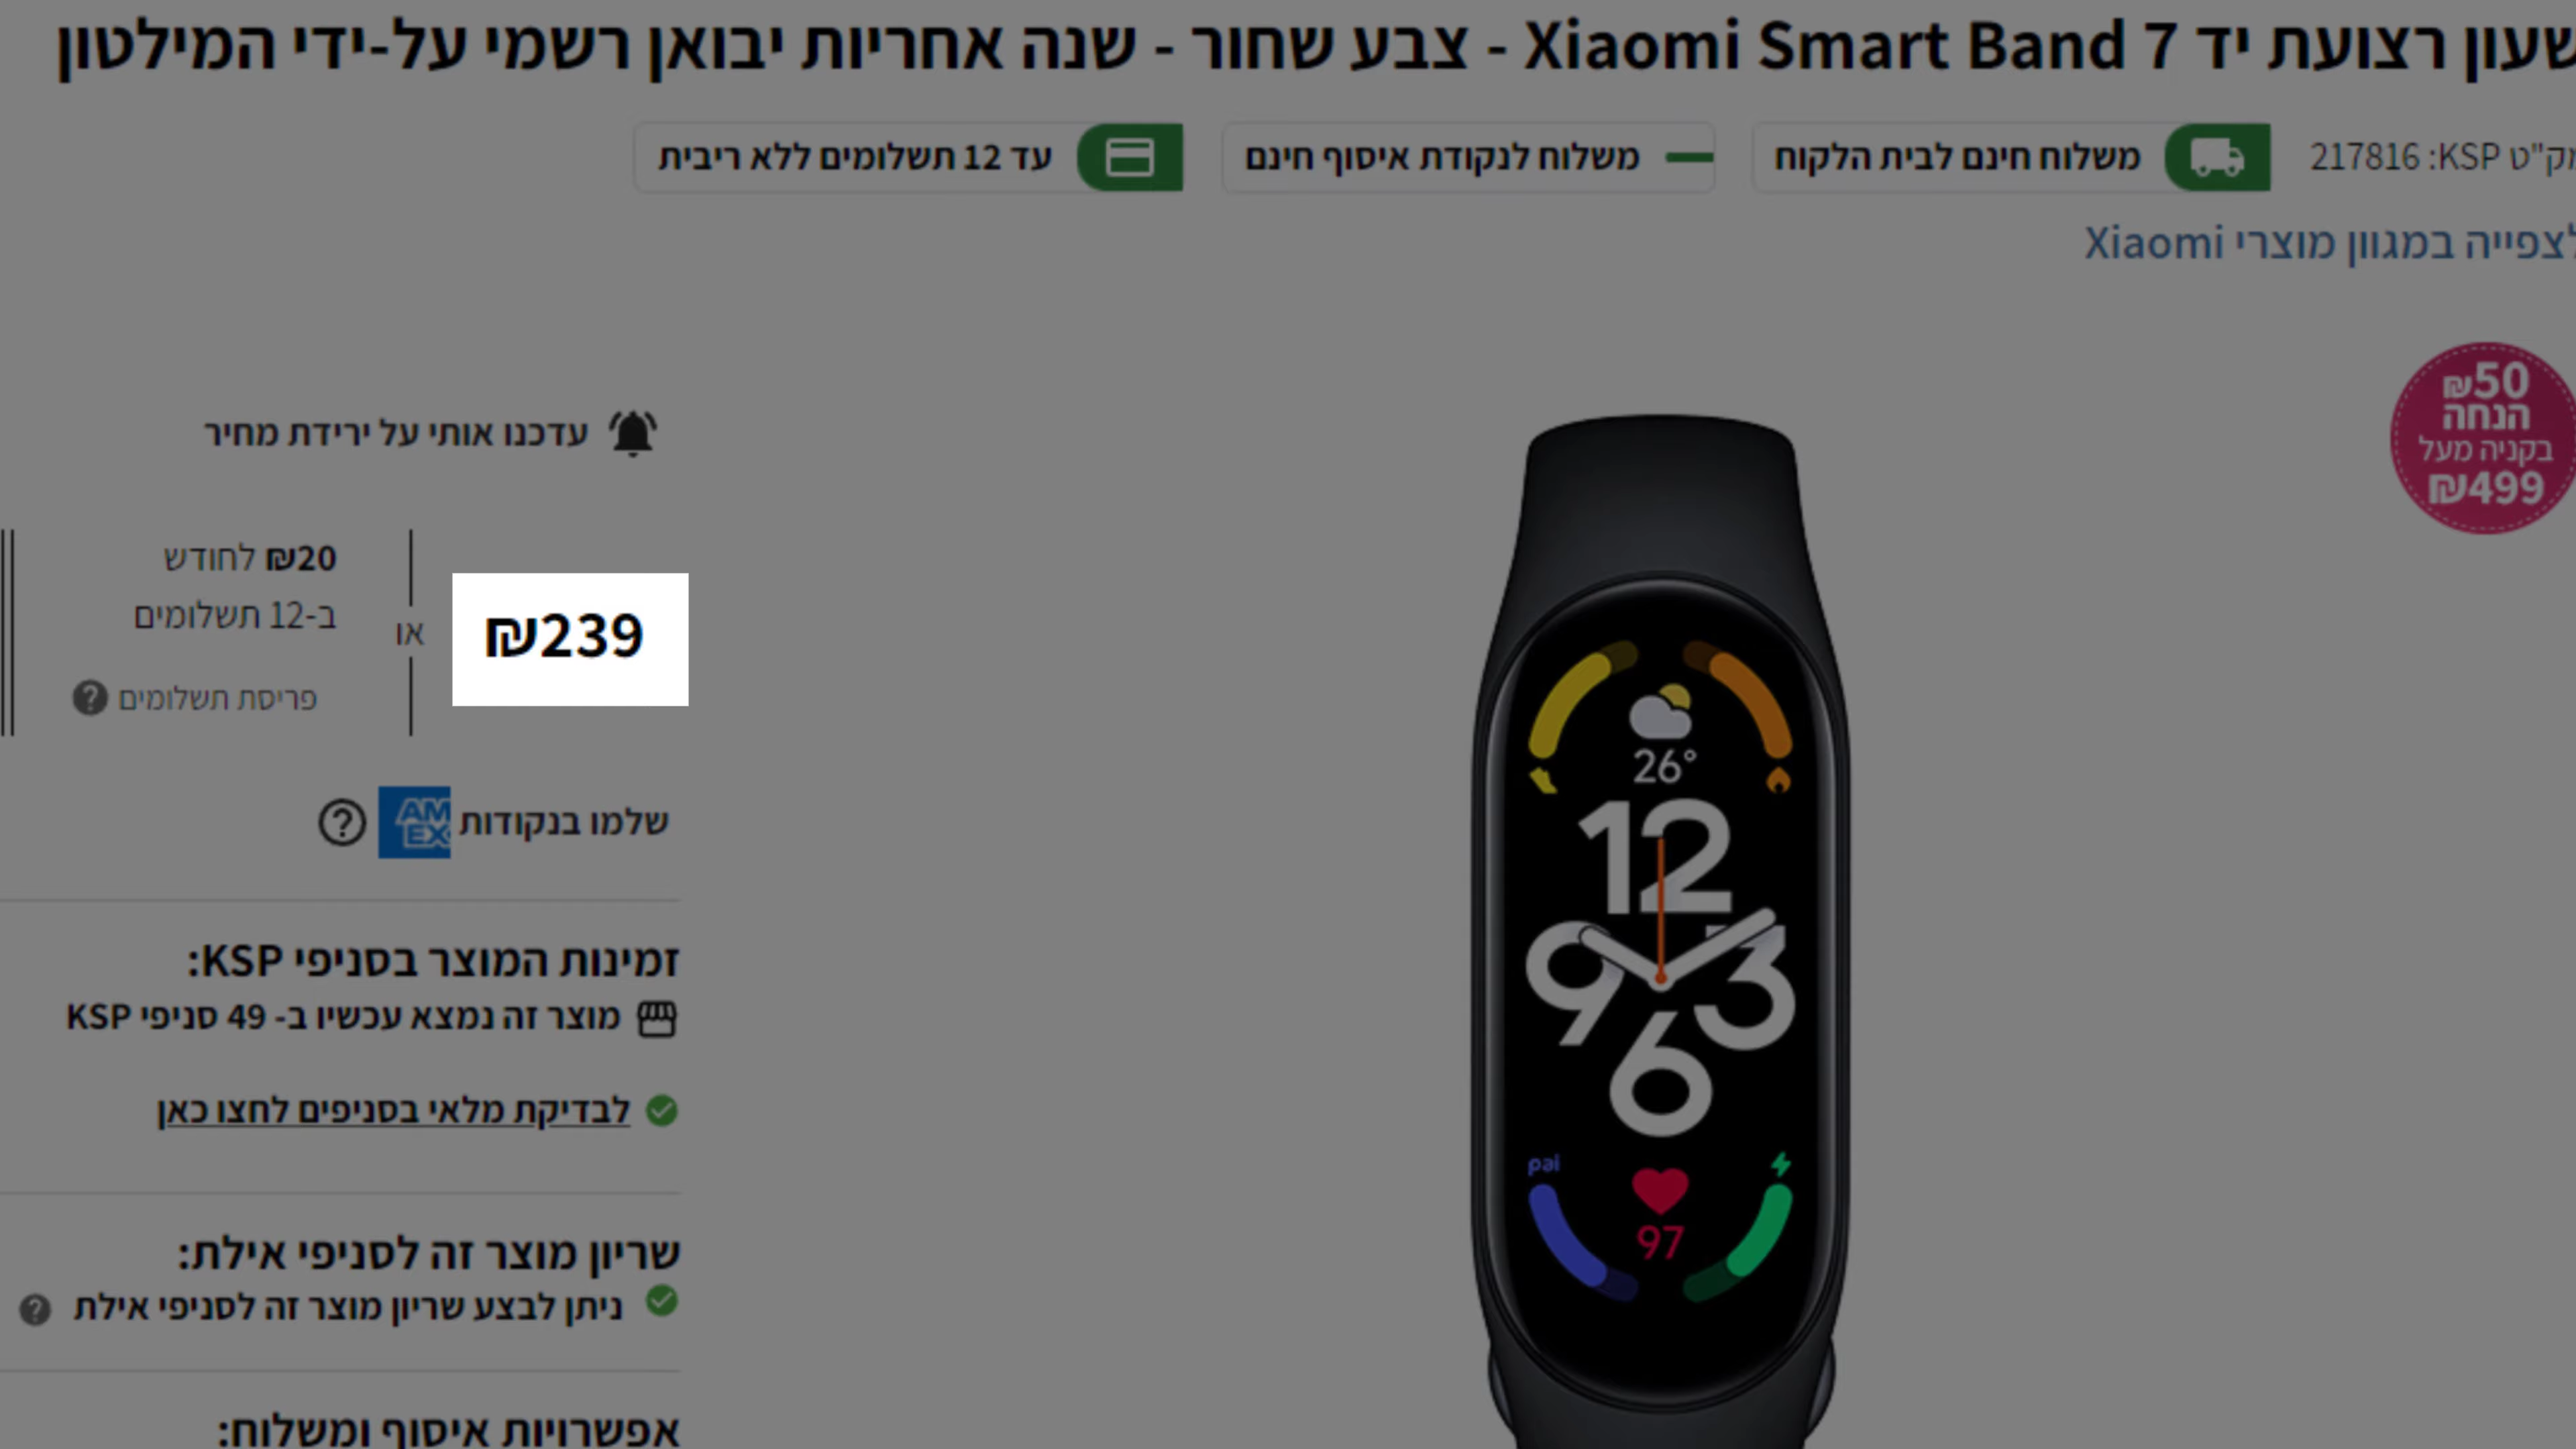 שעון רצועת יד Xiaomi Smart Band 7 - צבע שחור - שנה אחריות יבואן רשמי על-ידי המילטון
מק"ט KSP: 217816
משלוח חינם לבית הלקוח
משלוח לנקודת איסוף חינם
עד 12 תשלומים ללא ריבית
לצפייה במגוון מוצרי Xiaomi
₪50
הנחה
בקניה מעל
₪499
עדכנו אותי על ירידת מחיר
₪239
או
₪20 לחודש
ב-12 תשלומים
פריסת תשלומים ?
שלמו בנקודות AM EX ?
26°
12
9 3
6
pai
97
זמינות המוצר בסניפי KSP:
מוצר זה נמצא עכשיו ב- 49 סניפי KSP
לבדיקת מלאי בסניפים לחצו כאן
שריון מוצר זה לסניפי אילת:
ניתן לבצע שריון מוצר זה לסניפי אילת ?
אפשרויות איסוף ומשלוח: